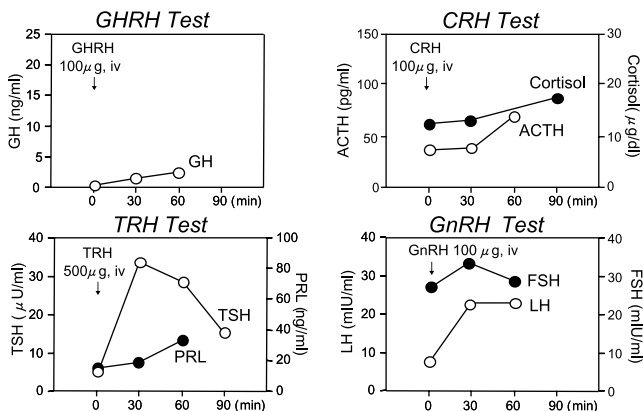 GHRH Test
25
20
15
10
5
0
GH (ng/ml)
GHRH
100μg, iv
GH
0 30 60 90 (min)
CRH Test
150
100
50
0
ACTH (pg/ml)
CRH
100μg, iv
Cortisol
ACTH
30
20
10
0
Cortisol(μg/dl)
0 30 60 90 (min)
TRH Test
40
30
20
10
0
TSH (μU/ml)
TRH
500μg, iv
TSH
PRL
100
80
60
40
20
0
PRL (ng/ml)
0 30 60 90 (min)
GnRH Test
40
30
20
10
0
LH (mIU/ml)
GnRH 100μg, iv
FSH
LH
40
30
20
10
0
FSH (mIU/ml)
0 30 60 90 (min)